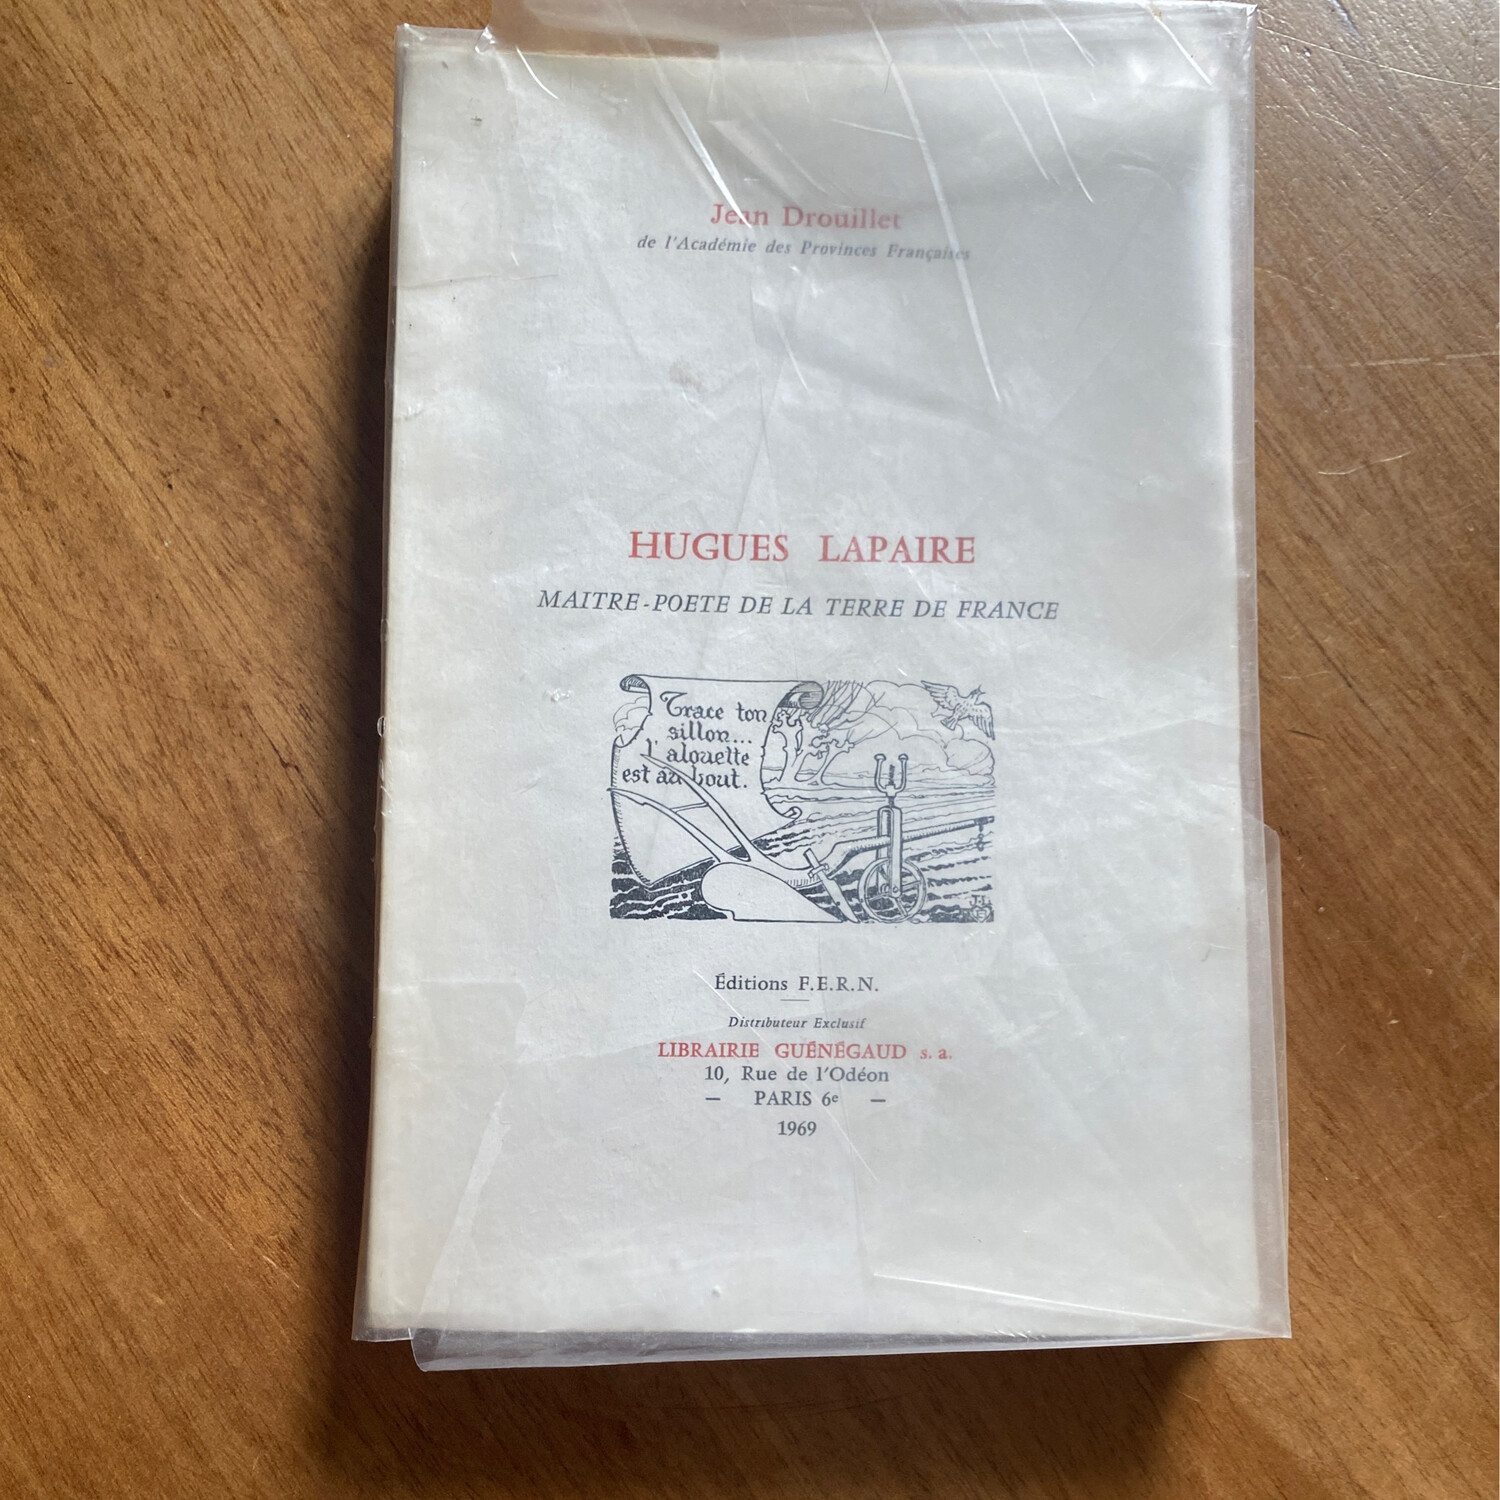 Jean Drouillet
de l'Académie des Provinces Françaises
HUGUES LAPAIRE
MAITRE-POETE DE LA TERRE DE FRANCE
Trace ton
sillon...
l'alouette
est au bout.
J.L.
Éditions F.E.R.N.
Distributeur Exclusif
LIBRAIRIE GUÉNÉGAUD s. a.
10, Rue de l'Odéon
— PARIS 6e —
1969